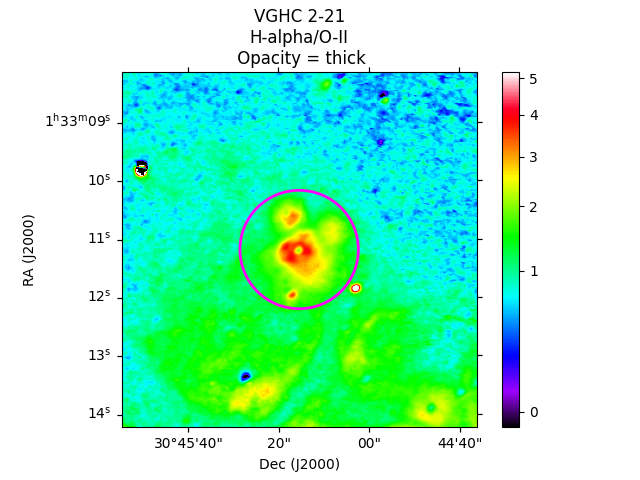 VGHC 2-21
H-alpha/O-II
Opacity = thick
1h33m09s
10s
11s
12s
13s
14s
RA (J2000)
30°45'40" 20" 00" 44'40"
Dec (J2000)
5
4
3
2
1
0